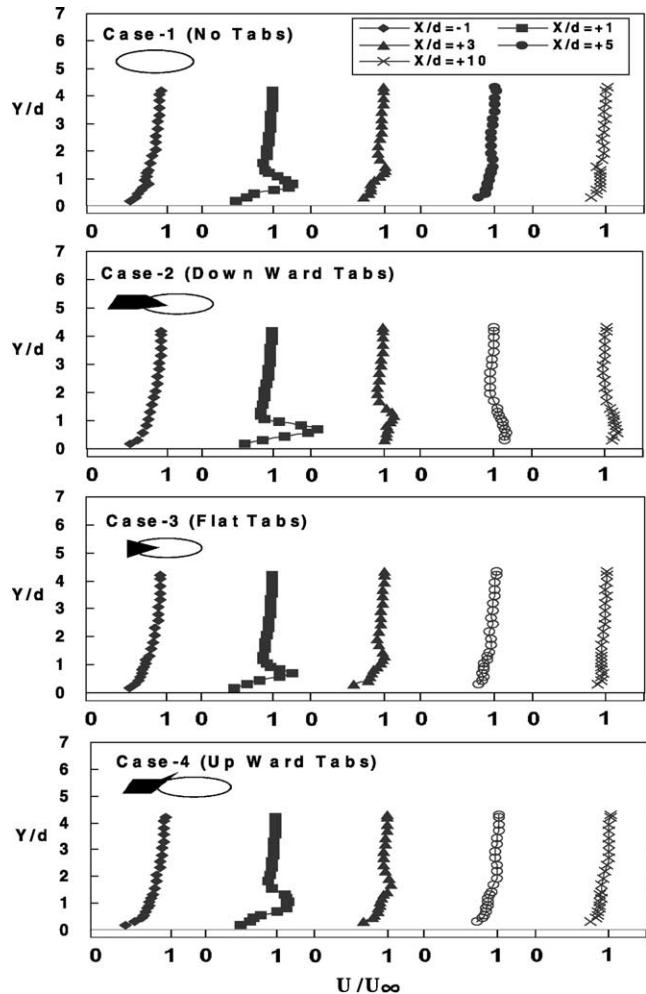 7
Case-1 (No Tabs)
X/d=-1 X/d=+1
X/d=+3 X/d=+5
X/d=+10
6
5
Y/d
4
3
2
1
0
0 1 0 1 0 1 0 1 0 1
7
6
Case-2 (Down Ward Tabs)
5
Y/d
4
3
2
1
0
0 1 0 1 0 1 0 1 0 1
7
6
Case-3 (Flat Tabs)
5
Y/d
4
3
2
1
0
0 1 0 1 0 1 0 1 0 1
7
6
Case-4 (Up Ward Tabs)
5
Y/d
4
3
2
1
0
0 1 0 1 0 1 0 1 0 1
U/U∞